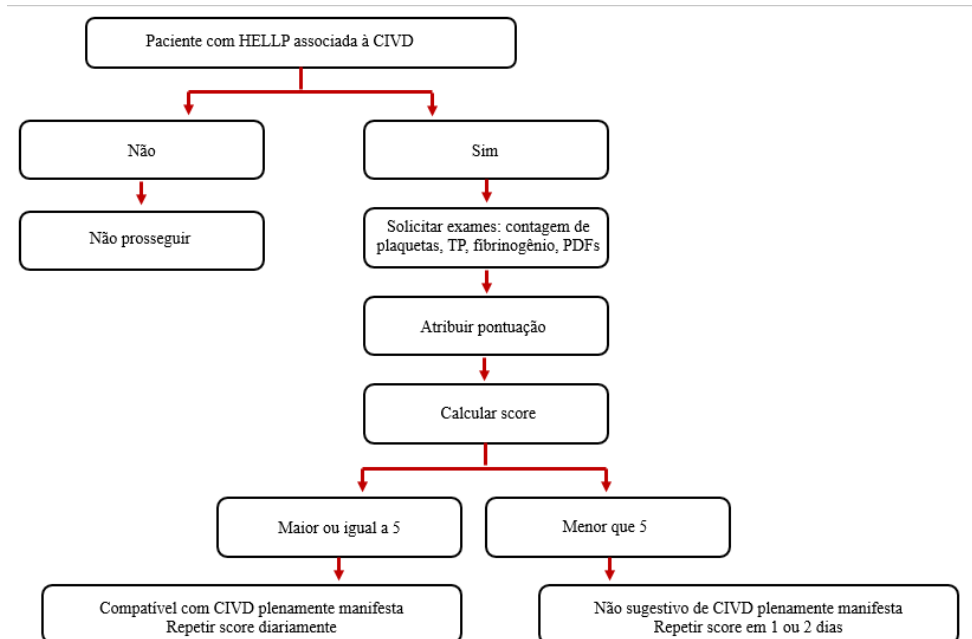 Paciente com HELLP associada à CIVD
Não
Sim
Não prosseguir
Solicitar exames: contagem de
plaquetas, TP, fibrinogênio, PDFs
Atribuir pontuação
Calcular score
Maior ou igual a 5
Menor que 5
Compatível com CIVD plenamente manifesta
Repetir score diariamente
Não sugestivo de CIVD plenamente manifesta
Repetir score em 1 ou 2 dias